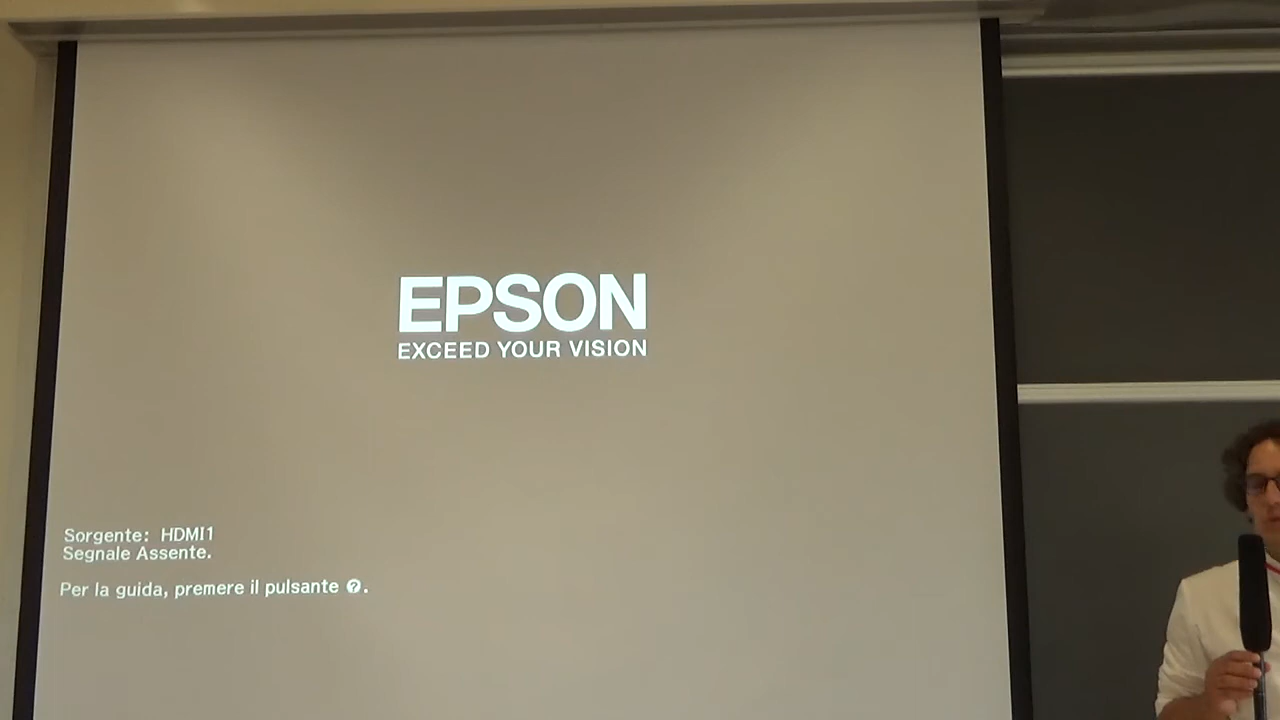 EPSON
EXCEED YOUR VISION
Sorgente: HDMI1
Segnale Assente.
Per la guida, premere il pulsante ?.